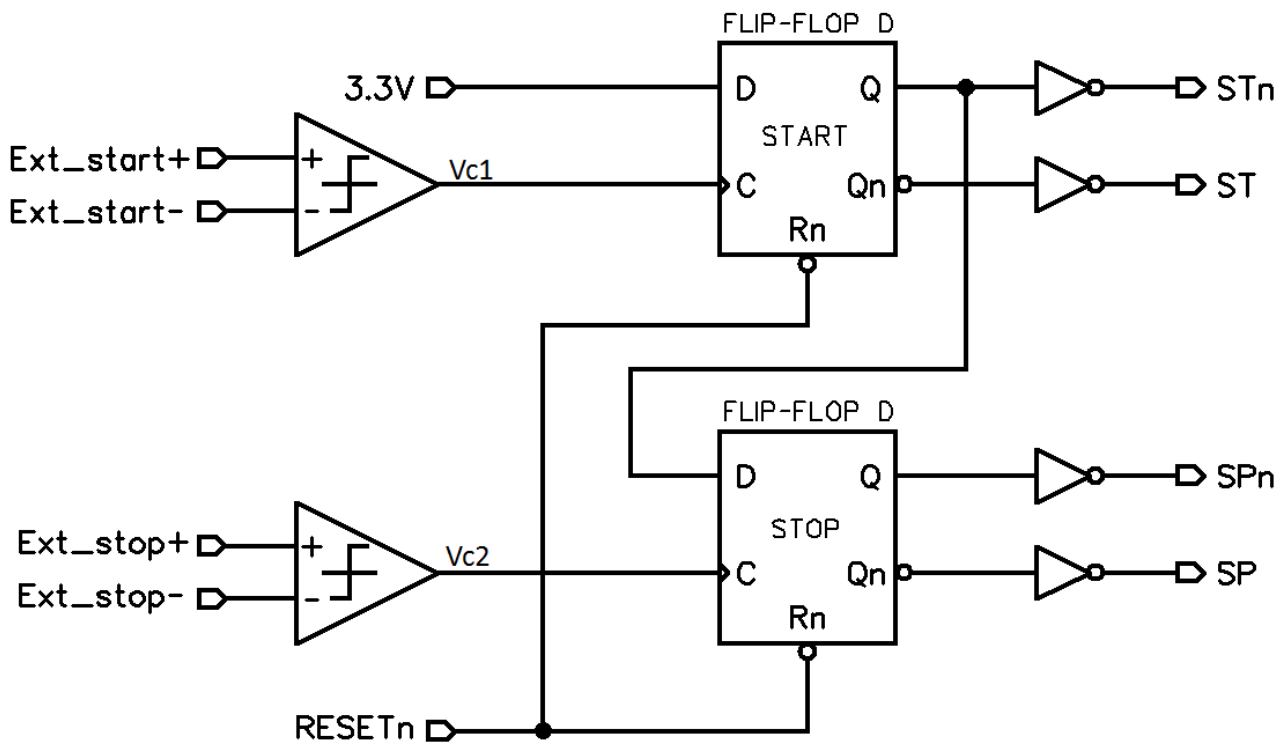 FLIP-FLOP D
3.3V
D
Q
STn
START
Ext_start+
+
Vc1
Ext_start-
-
C
Qn
ST
Rn
FLIP-FLOP D
D
Q
SPn
STOP
Ext_stop+
+
Vc2
Ext_stop-
-
C
Qn
SP
Rn
RESETn